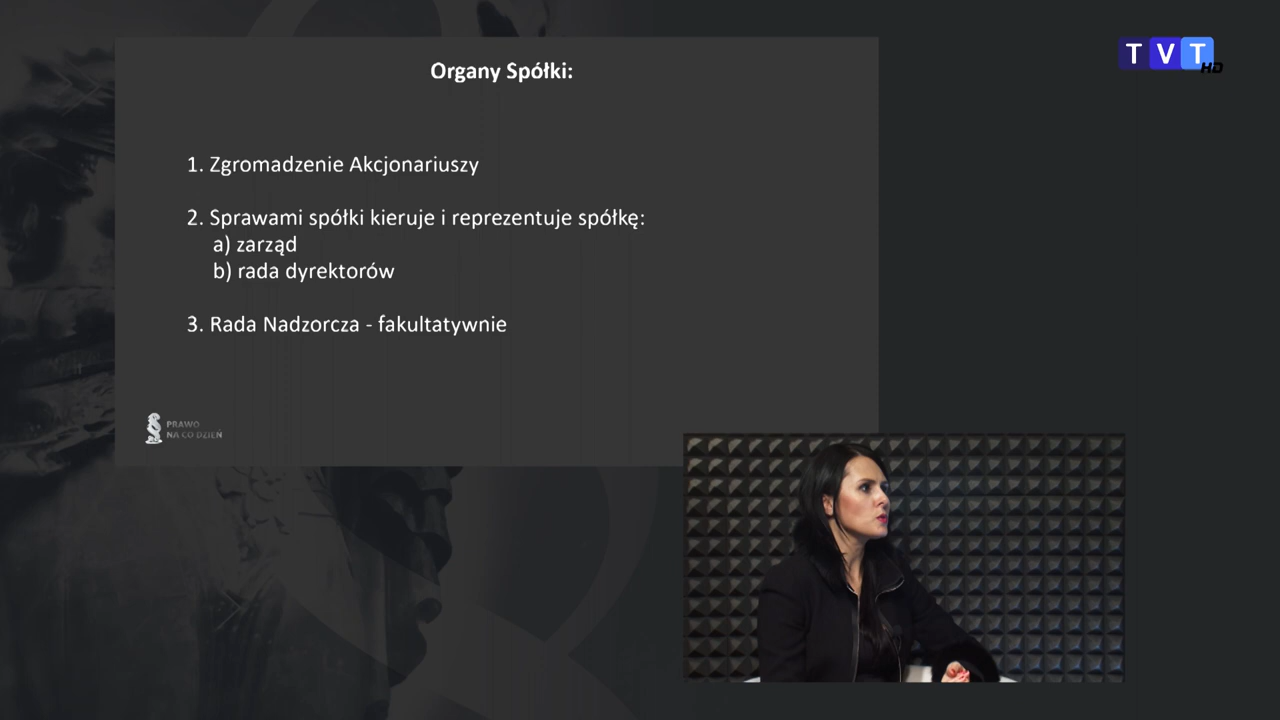 Organy Spółki:
TVT
HD
1. Zgromadzenie Akcjonariuszy
2. Sprawami spółki kieruje i reprezentuje spółkę:
a) zarząd
b) rada dyrektorów
3. Rada Nadzorcza - fakultatywnie
PRAWO
NA CO DZIEŃ